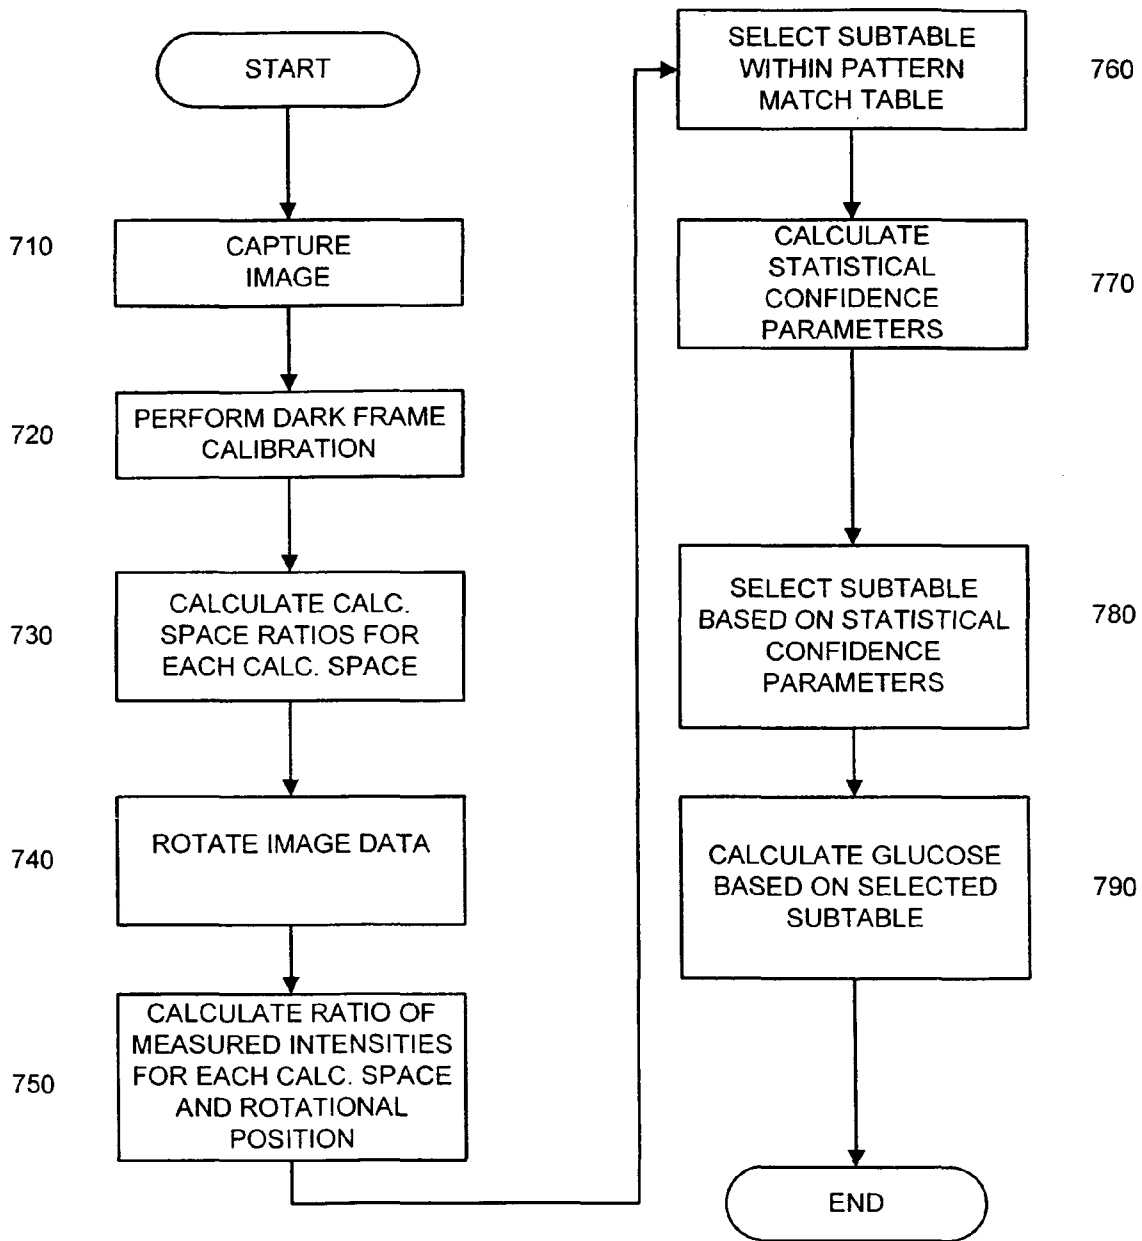 START
710
CAPTURE
IMAGE
720
PERFORM DARK FRAME
CALIBRATION
730
CALCULATE CALC.
SPACE RATIOS FOR
EACH CALC. SPACE
740
ROTATE IMAGE DATA
750
CALCULATE RATIO OF
MEASURED INTENSITIES
FOR EACH CALC. SPACE
AND ROTATIONAL
POSITION
SELECT SUBTABLE
WITHIN PATTERN
MATCH TABLE
760
CALCULATE
STATISTICAL
CONFIDENCE
PARAMETERS
770
SELECT SUBTABLE
BASED ON STATISTICAL
CONFIDENCE
PARAMETERS
780
CALCULATE GLUCOSE
BASED ON SELECTED
SUBTABLE
790
END